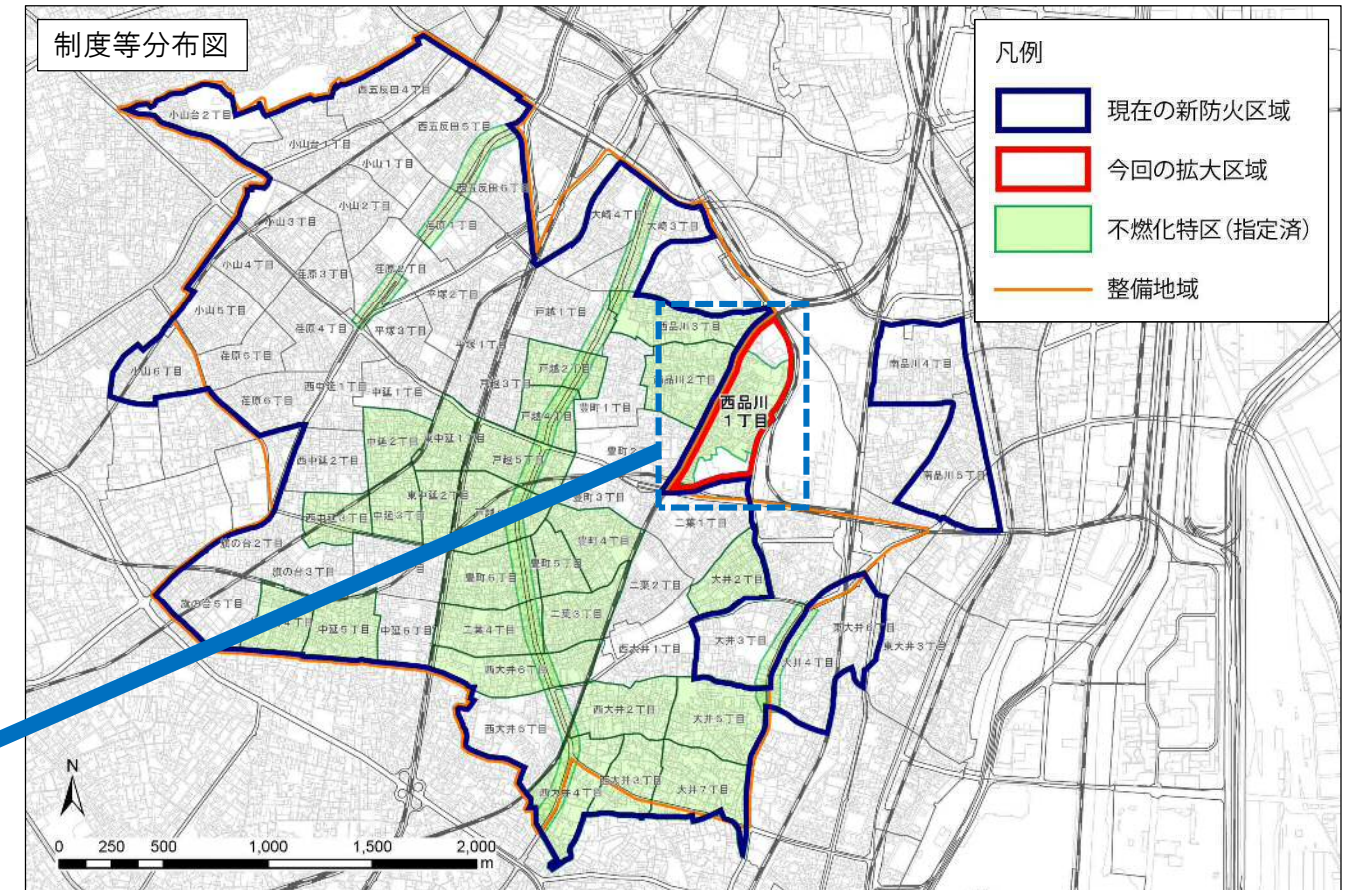 制度等分布図
凡例
現在の新防火区域
今回の拡大区域
不燃化特区(指定済)
整備地域
西五反田4丁目
小山台2丁目
西五反田5丁目
小山台1丁目
小山1丁目
西五反田6丁目
小山2丁目
大崎4丁目
大崎3丁目
小山3丁目
荏原1丁目
小山4丁目
荏原3丁目
荏原2丁目
平塚2丁目
小山5丁目
戸越1丁目
西品川3丁目
荏原4丁目
平塚3丁目
平塚1丁目
南品川4丁目
荏原5丁目
小山6丁目
西中延1丁目
中延1丁目
戸越3丁目
戸越2丁目
西品川2丁目
荏原6丁目
戸越4丁目
豊町1丁目
西品川
1丁目
中延2丁目
東中延1丁目
西中延2丁目
戸越5丁目
豊町2
南品川5丁目
東中延2丁目
豊町3丁目
西中延3丁目
中延3丁目
二葉1丁目
旗の台2丁目
豊町4丁目
旗の台3丁目
豊町5丁目
豊町6丁目
二葉2丁目
大井2丁目
旗の台5丁目
二葉3丁目
中延5丁目
中延6丁目
二葉4丁目
大井3丁目
東大井6丁目
西大井1丁目
東大井3丁目
大井4丁目
西大井6丁目
西大井2丁目
大井5丁目
西大井5丁目
西大井3丁目
西大井4丁目
大井7丁目
N
0 250 500 1,000 1,500 2,000
m